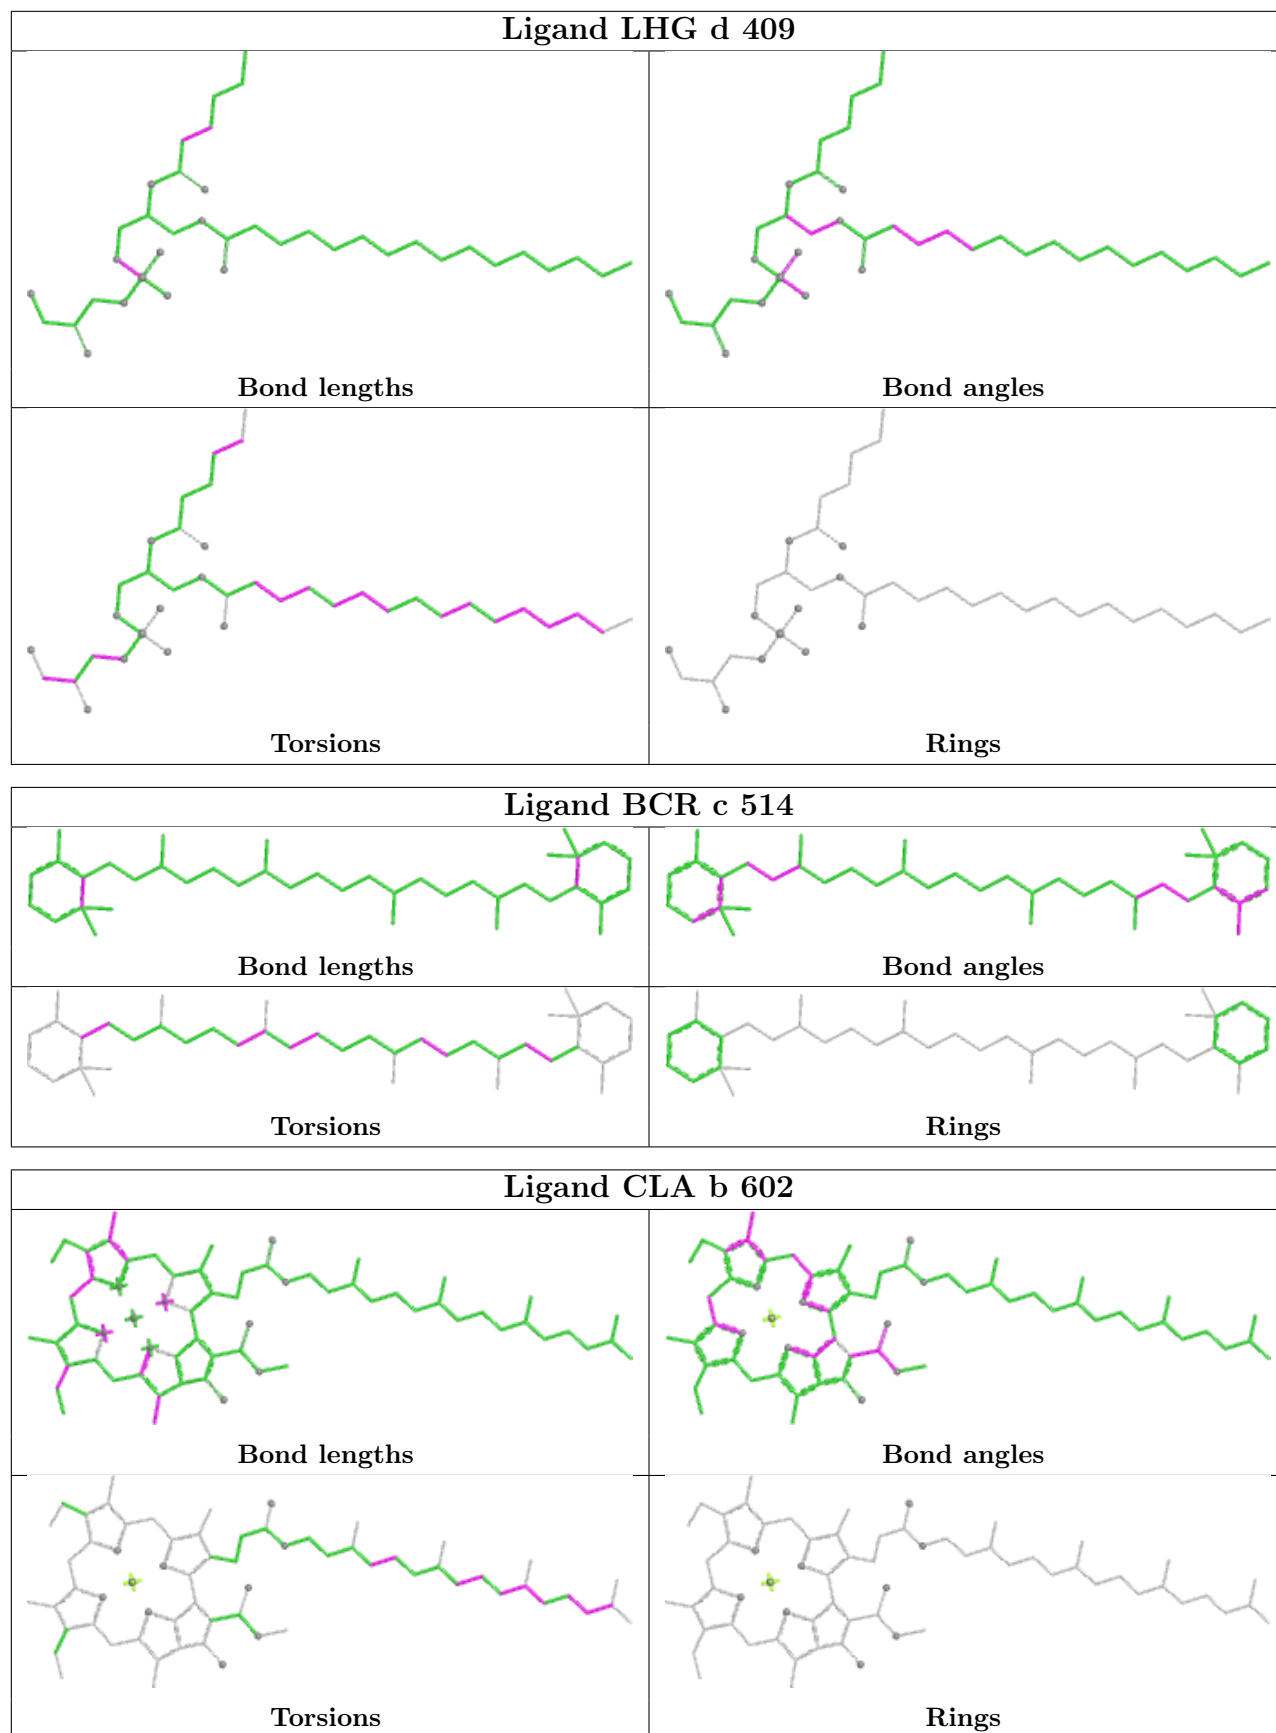 Ligand LHG d 409
Bond lengths
Bond angles
Torsions
Rings
Ligand BCR c 514
Bond lengths
Bond angles
Torsions
Rings
Ligand CLA b 602
Bond lengths
Bond angles
Torsions
Rings